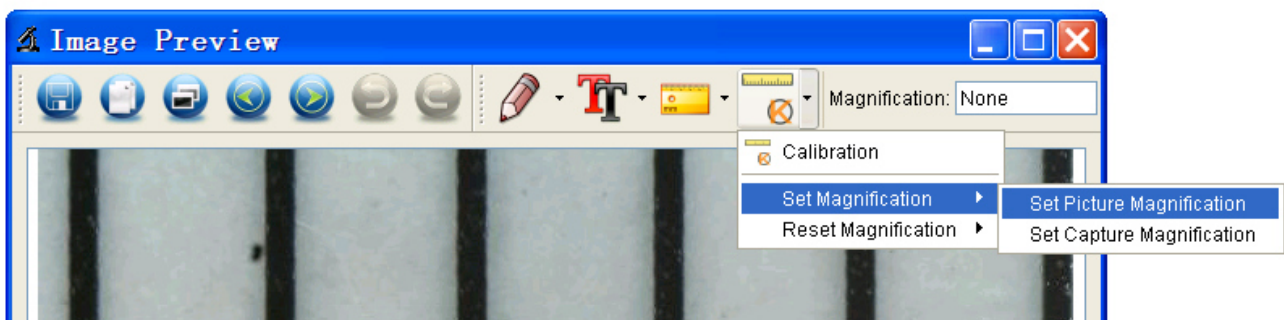 Image Preview
Magnification: None
Calibration
Set Magnification
Set Picture Magnification
Reset Magnification
Set Capture Magnification